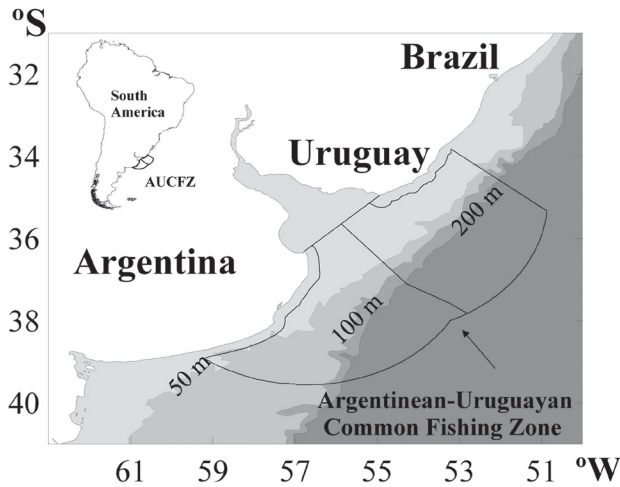 °S
Brazil
32
South
America
34
Uruguay
AUCFZ
200 m
36
Argentina
100 m
38
50 m
Argentinean-Uruguayan
Common Fishing Zone
40
61 59 57 55 53 51 °W